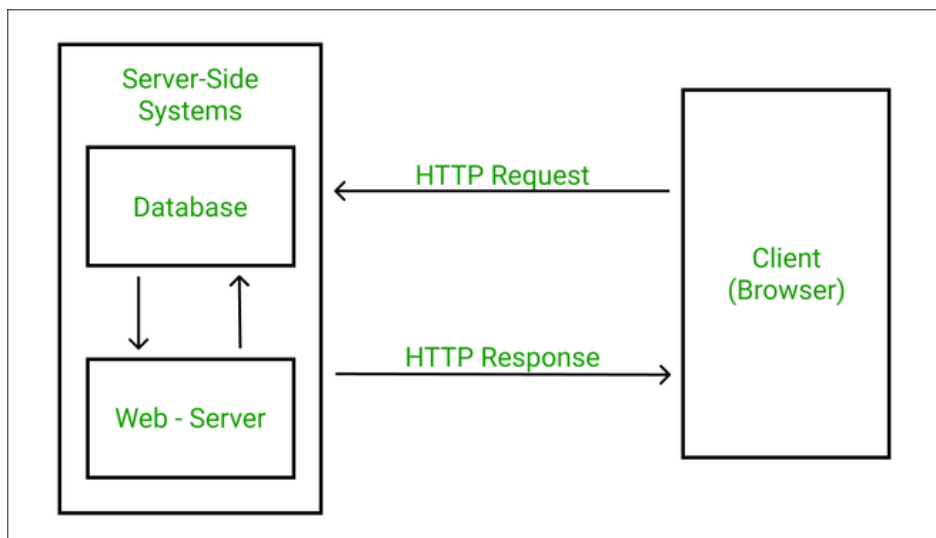 Server-Side
Systems
Database
Web - Server
HTTP Request
HTTP Response
Client
(Browser)